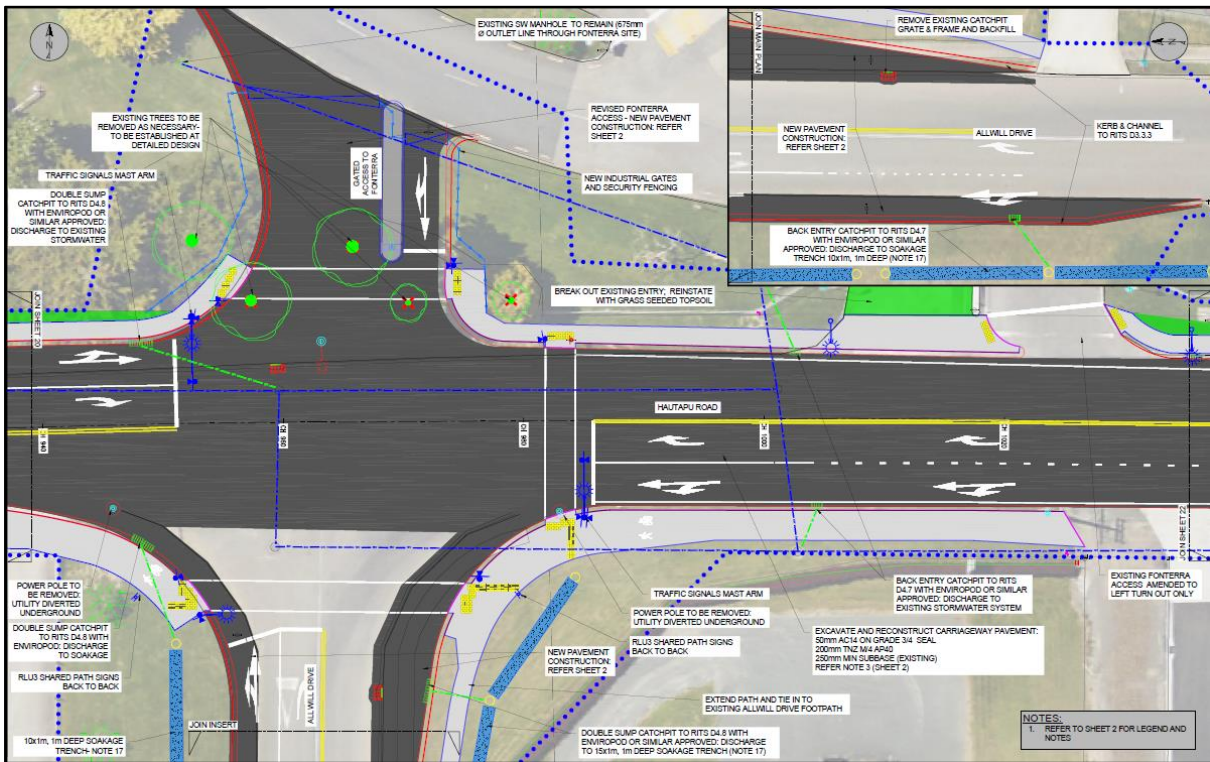 EXISTING SW MANHOLE TO REMAIN (675mm
Ø OUTLET LINE THROUGH FONTERRA SITE)
N
EXISTING TREES TO BE
REMOVED AS NECESSARY-
TO BE ESTABLISHED AT
DETAILED DESIGN
TRAFFIC SIGNALS MAST ARM
DOUBLE SUMP
CATCHPIT TO RITS D4.8
WITH ENVIROPOD OR
SIMILAR APPROVED:
DISCHARGE TO EXISTING
STORMWATER
GATED
ACCESS TO
FONTERRA
REVISED FONTERRA
ACCESS - NEW PAVEMENT
CONSTRUCTION: REFER
SHEET 2
NEW INDUSTRIAL GATES
AND SECURITY FENCING
BREAK OUT EXISTING ENTRY; REINSTATE
WITH GRASS SEEDED TOPSOIL
JOIN MAIN PLAN
REMOVE EXISTING CATCHPIT
GRATE & FRAME AND BACKFILL
N
NEW PAVEMENT
CONSTRUCTION:
REFER SHEET 2
ALLWILL DRIVE
KERB & CHANNEL
TO RITS D3.3.3
BACK ENTRY CATCHPIT TO RITS D4.7
WITH ENVIROPOD OR SIMILAR
APPROVED: DISCHARGE TO SOAKAGE
TRENCH 10x1m, 1m DEEP (NOTE 17)
JOIN SHEET 20
HAUTAPU ROAD
CH 940
CH 960
CH 980
CH 1000
CH 1020
JOIN SHEET 22
POWER POLE TO
BE REMOVED:
UTILITY DIVERTED
UNDERGROUND
DOUBLE SUMP CATCHPIT
TO RITS D4.8 WITH
ENVIROPOD: DISCHARGE
TO SOAKAGE
RLU3 SHARED PATH SIGNS
BACK TO BACK
10x1m, 1m DEEP SOAKAGE
TRENCH- NOTE 17
JOIN INSERT
ALLWILL DRIVE
NEW PAVEMENT
CONSTRUCTION:
REFER SHEET 2
TRAFFIC SIGNALS MAST ARM
POWER POLE TO BE REMOVED:
UTILITY DIVERTED UNDERGROUND
RLU3 SHARED PATH SIGNS
BACK TO BACK
EXTEND PATH AND TIE IN TO
EXISTING ALLWILL DRIVE FOOTPATH
DOUBLE SUMP CATCHPIT TO RITS D4.8 WITH
ENVIROPOD OR SIMILAR APPROVED: DISCHARGE
TO 15x1m, 1m DEEP SOAKAGE TRENCH (NOTE 17)
BACK ENTRY CATCHPIT TO RITS
D4.7 WITH ENVIROPOD OR SIMILAR
APPROVED: DISCHARGE TO
EXISTING STORMWATER SYSTEM
EXCAVATE AND RECONSTRUCT CARRIAGEWAY PAVEMENT:
50mm AC14 ON GRADE 3/4 SEAL
200mm TNZ M/4 AP40
250mm MIN SUBBASE (EXISTING)
REFER NOTE 3 (SHEET 2)
EXISTING FONTERRA
ACCESS AMENDED TO
LEFT TURN OUT ONLY
NOTES:
1. REFER TO SHEET 2 FOR LEGEND AND
NOTES